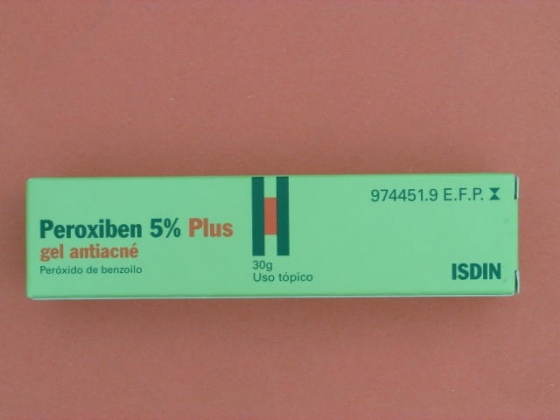 Peroxiben 5% Plus
gel antiacné
Peróxido de benzoilo
30g
Uso tópico
974451.9 E.F.P.
ISDIN